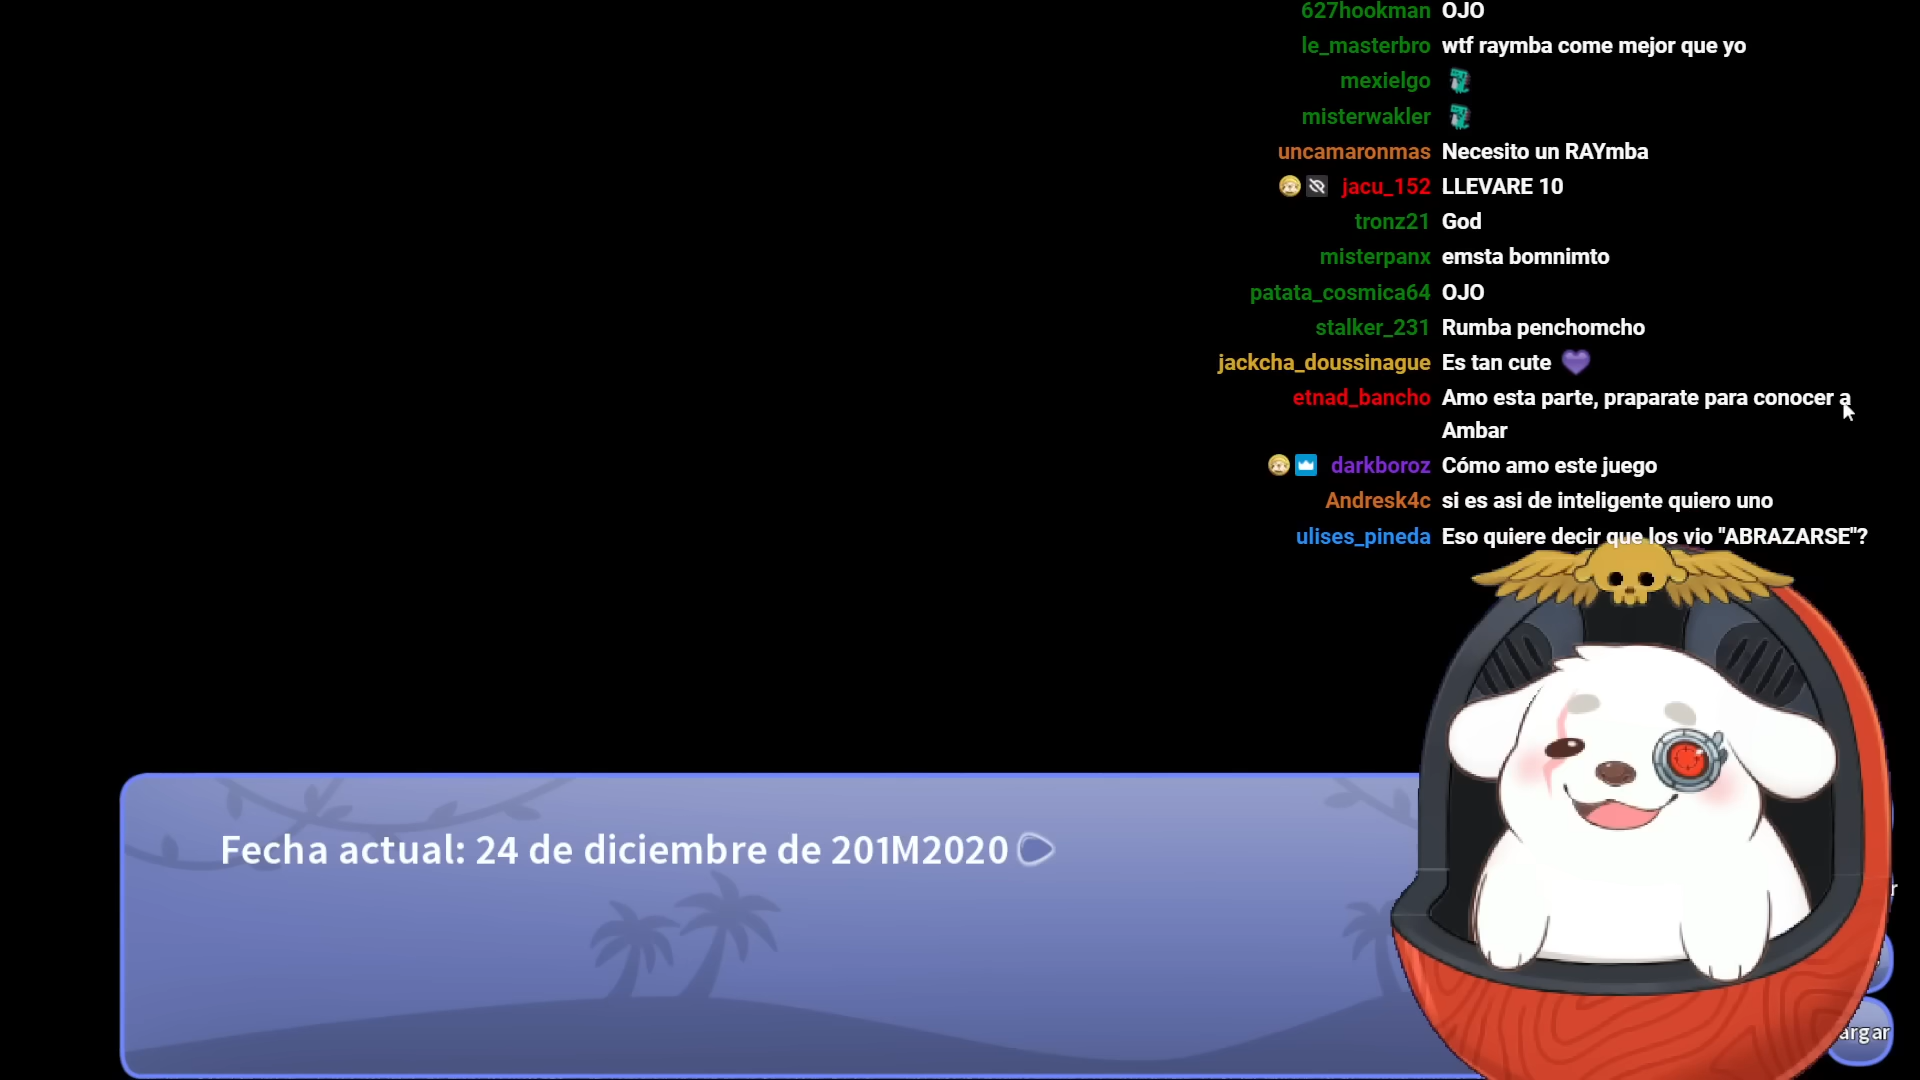 627hookman OJO
le_masterbro wtf raymba come mejor que yo
mexielgo
misterwakler
uncamaronmas Necesito un RAYmba
jacu_152 LLEVARE 10
tronz21 God
misterpanx emsta bomnimto
patata_cosmica64 OJO
stalker_231 Rumba penchomcho
jackcha_doussinague Es tan cute
etnad_bancho Amo esta parte, praparate para conocer a
Ambar
darkboroz Cómo amo este juego
Andresk4c si es asi de inteligente quiero uno
ulises_pineda Eso quiere decir que los vio "ABRAZARSE"?
Fecha actual: 24 de diciembre de 201M2020